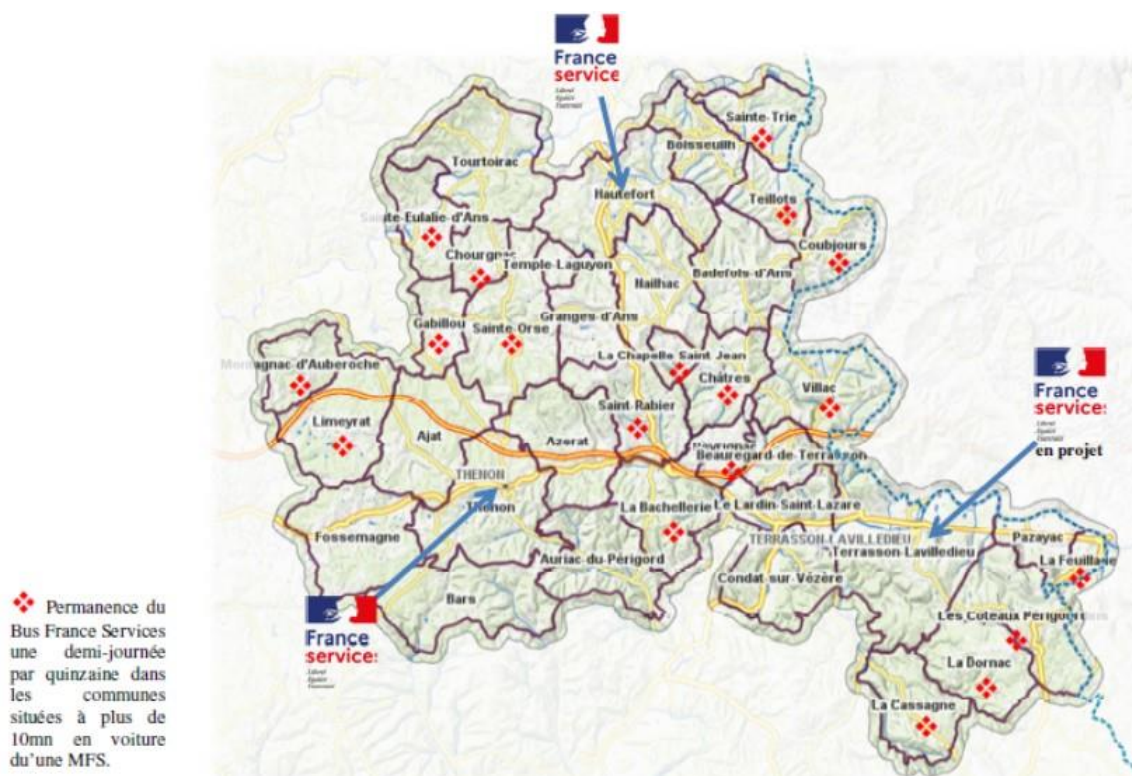 France
services
Sainte-Trie
Boisseuilh
Tourtoirac
Hautefort
Teillots
Sainte-Eulalie-d'Ans
Coubjours
Chourgnac
Temple-Laguyon
Badefols-d'Ans
Nailhac
Granges-d'Ans
Gabillou
Sainte-Orse
La Chapelle-Saint-Jean
Montagnac-d'Auberoche
Châtres
Villac
France
services
Saint-Rabier
Limeyrat
Ajat
Azerat
Beauregard-de-Terrasson
en projet
THENON
Thenon
La Bachellerie
Le Lardin-Saint-Lazare
Fossemagne
TERRASSON-LAVILLEDIEU
Pazayac
Terrasson-Lavilledieu
La Feuillade
Auriac-du-Périgord
Condat-sur-Vézère
Bars
Les Coteaux Périgourdins
France
services
La Dornac
La Cassagne
Permanence du
Bus France Services
une demi-journée
par quinzaine dans
les communes
situées à plus de
10mn en voiture
du'une MFS.